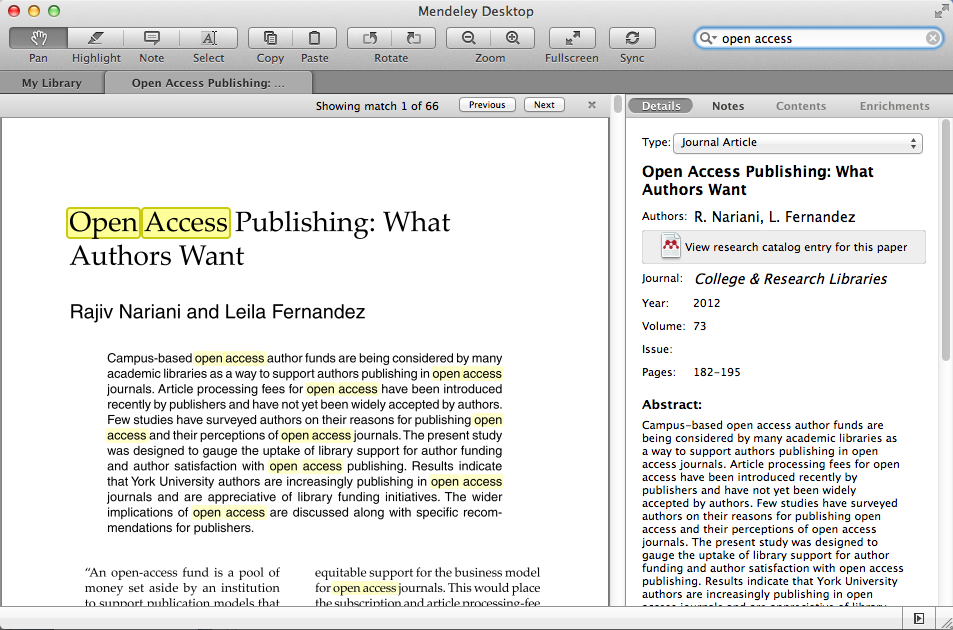 Mendeley Desktop
Pan Highlight Note Select Copy Paste Rotate Zoom Fullscreen Sync
open access
My Library
Open Access Publishing: ...
Showing match 1 of 66
Previous
Next
Open Access Publishing: What
Authors Want
Rajiv Nariani and Leila Fernandez
Campus-based open access author funds are being considered by many
academic libraries as a way to support authors publishing in open access
journals. Article processing fees for open access have been introduced
recently by publishers and have not yet been widely accepted by authors.
Few studies have surveyed authors on their reasons for publishing open
access and their perceptions of open access journals. The present study
was designed to gauge the uptake of library support for author funding
and author satisfaction with open access publishing. Results indicate
that York University authors are increasingly publishing in open access
journals and are appreciative of library funding initiatives. The wider
implications of open access are discussed along with specific recom-
mendations for publishers.
“An open-access fund is a pool of
money set aside by an institution
to support publication models that
equitable support for the business model
for open access journals. This would place
the subscription and article processing-fee
Details Notes Contents Enrichments
Type: Journal Article
Open Access Publishing: What
Authors Want
Authors: R. Nariani, L. Fernandez
View research catalog entry for this paper
Journal: College & Research Libraries
Year: 2012
Volume: 73
Issue:
Pages: 182-195
Abstract:
Campus-based open access author funds are
being considered by many academic libraries as
a way to support authors publishing in open
access journals. Article processing fees for open
access have been introduced recently by
publishers and have not yet been widely
accepted by authors. Few studies have surveyed
authors on their reasons for publishing open
access and their perceptions of open access
journals. The present study was designed to
gauge the uptake of library support for author
funding and author satisfaction with open access
publishing. Results indicate that York University
authors are increasingly publishing in open
access journals and are appreciative of library